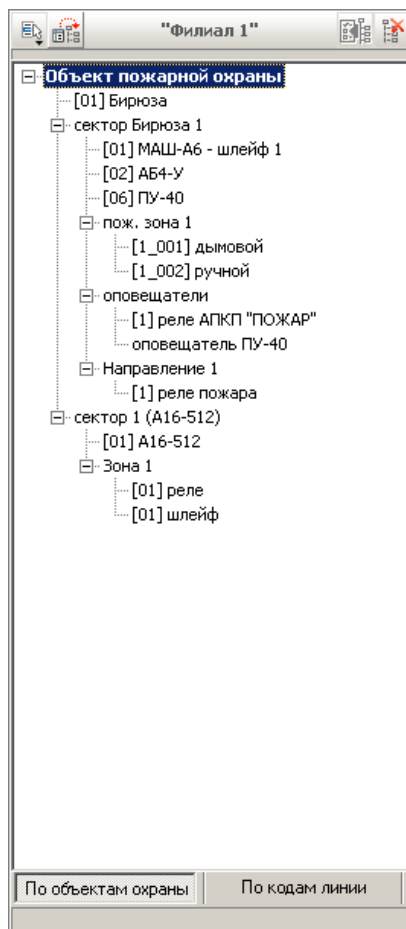 "Филиал 1"
Объект пожарной охраны
[01] Бирюза
сектор Бирюза 1
[01] МАШ-А6 - шлейф 1
[02] АБ4-У
[06] ПУ-40
пож. зона 1
[1_001] дымовой
[1_002] ручной
оповещатели
[1] реле АПКП "ПОЖАР"
оповещатель ПУ-40
Направление 1
[1] реле пожара
сектор 1 (А16-512)
[01] А16-512
Зона 1
[01] реле
[01] шлейф
По объектам охраны По кодам линии